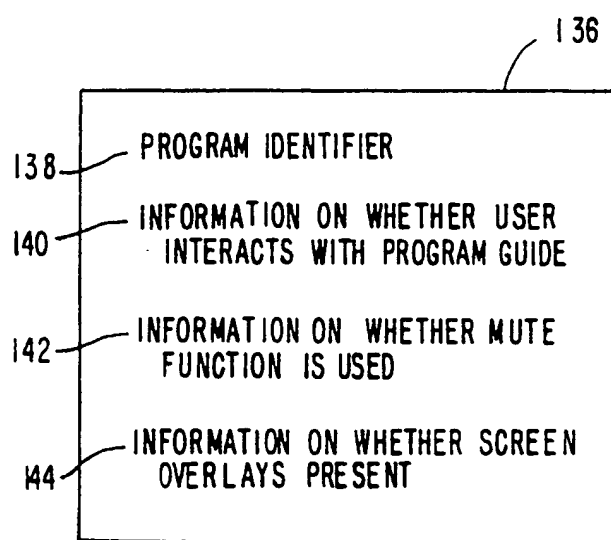 136
138 PROGRAM IDENTIFIER
140 INFORMATION ON WHETHER USER
INTERACTS WITH PROGRAM GUIDE
142 INFORMATION ON WHETHER MUTE
FUNCTION IS USED
144 INFORMATION ON WHETHER SCREEN
OVERLAYS PRESENT